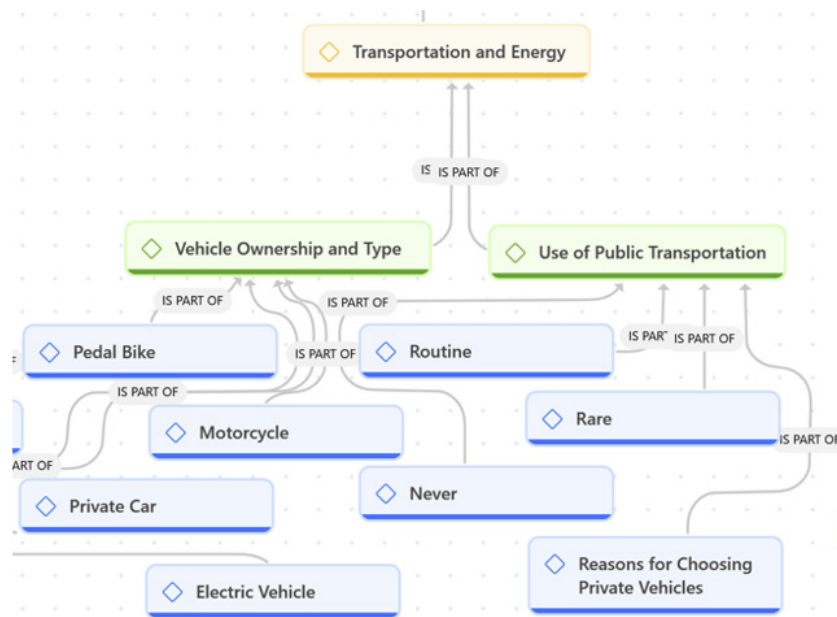 Transportation and Energy
IS PART OF
Vehicle Ownership and Type
Use of Public Transportation
IS PART OF
IS PART OF
Pedal Bike
IS PART OF
Routine
IS PART OF
IS PART OF
Motorcycle
Rare
IS PART OF
ART OF
Private Car
Never
Reasons for Choosing
Private Vehicles
Electric Vehicle